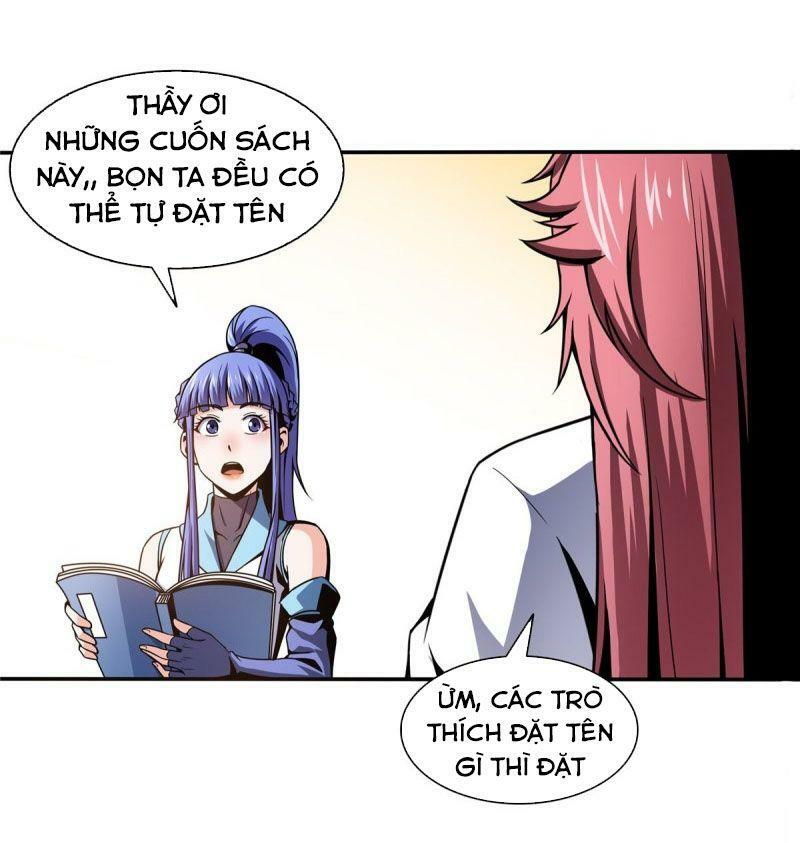 THẦY ƠI
NHỮNG CUỐN SÁCH
NÀY,, BỌN TA ĐỀU CÓ
THỂ TỰ ĐẶT TÊN
ỪM, CÁC TRÒ
THÍCH ĐẶT TÊN
GÌ THÌ ĐẶT